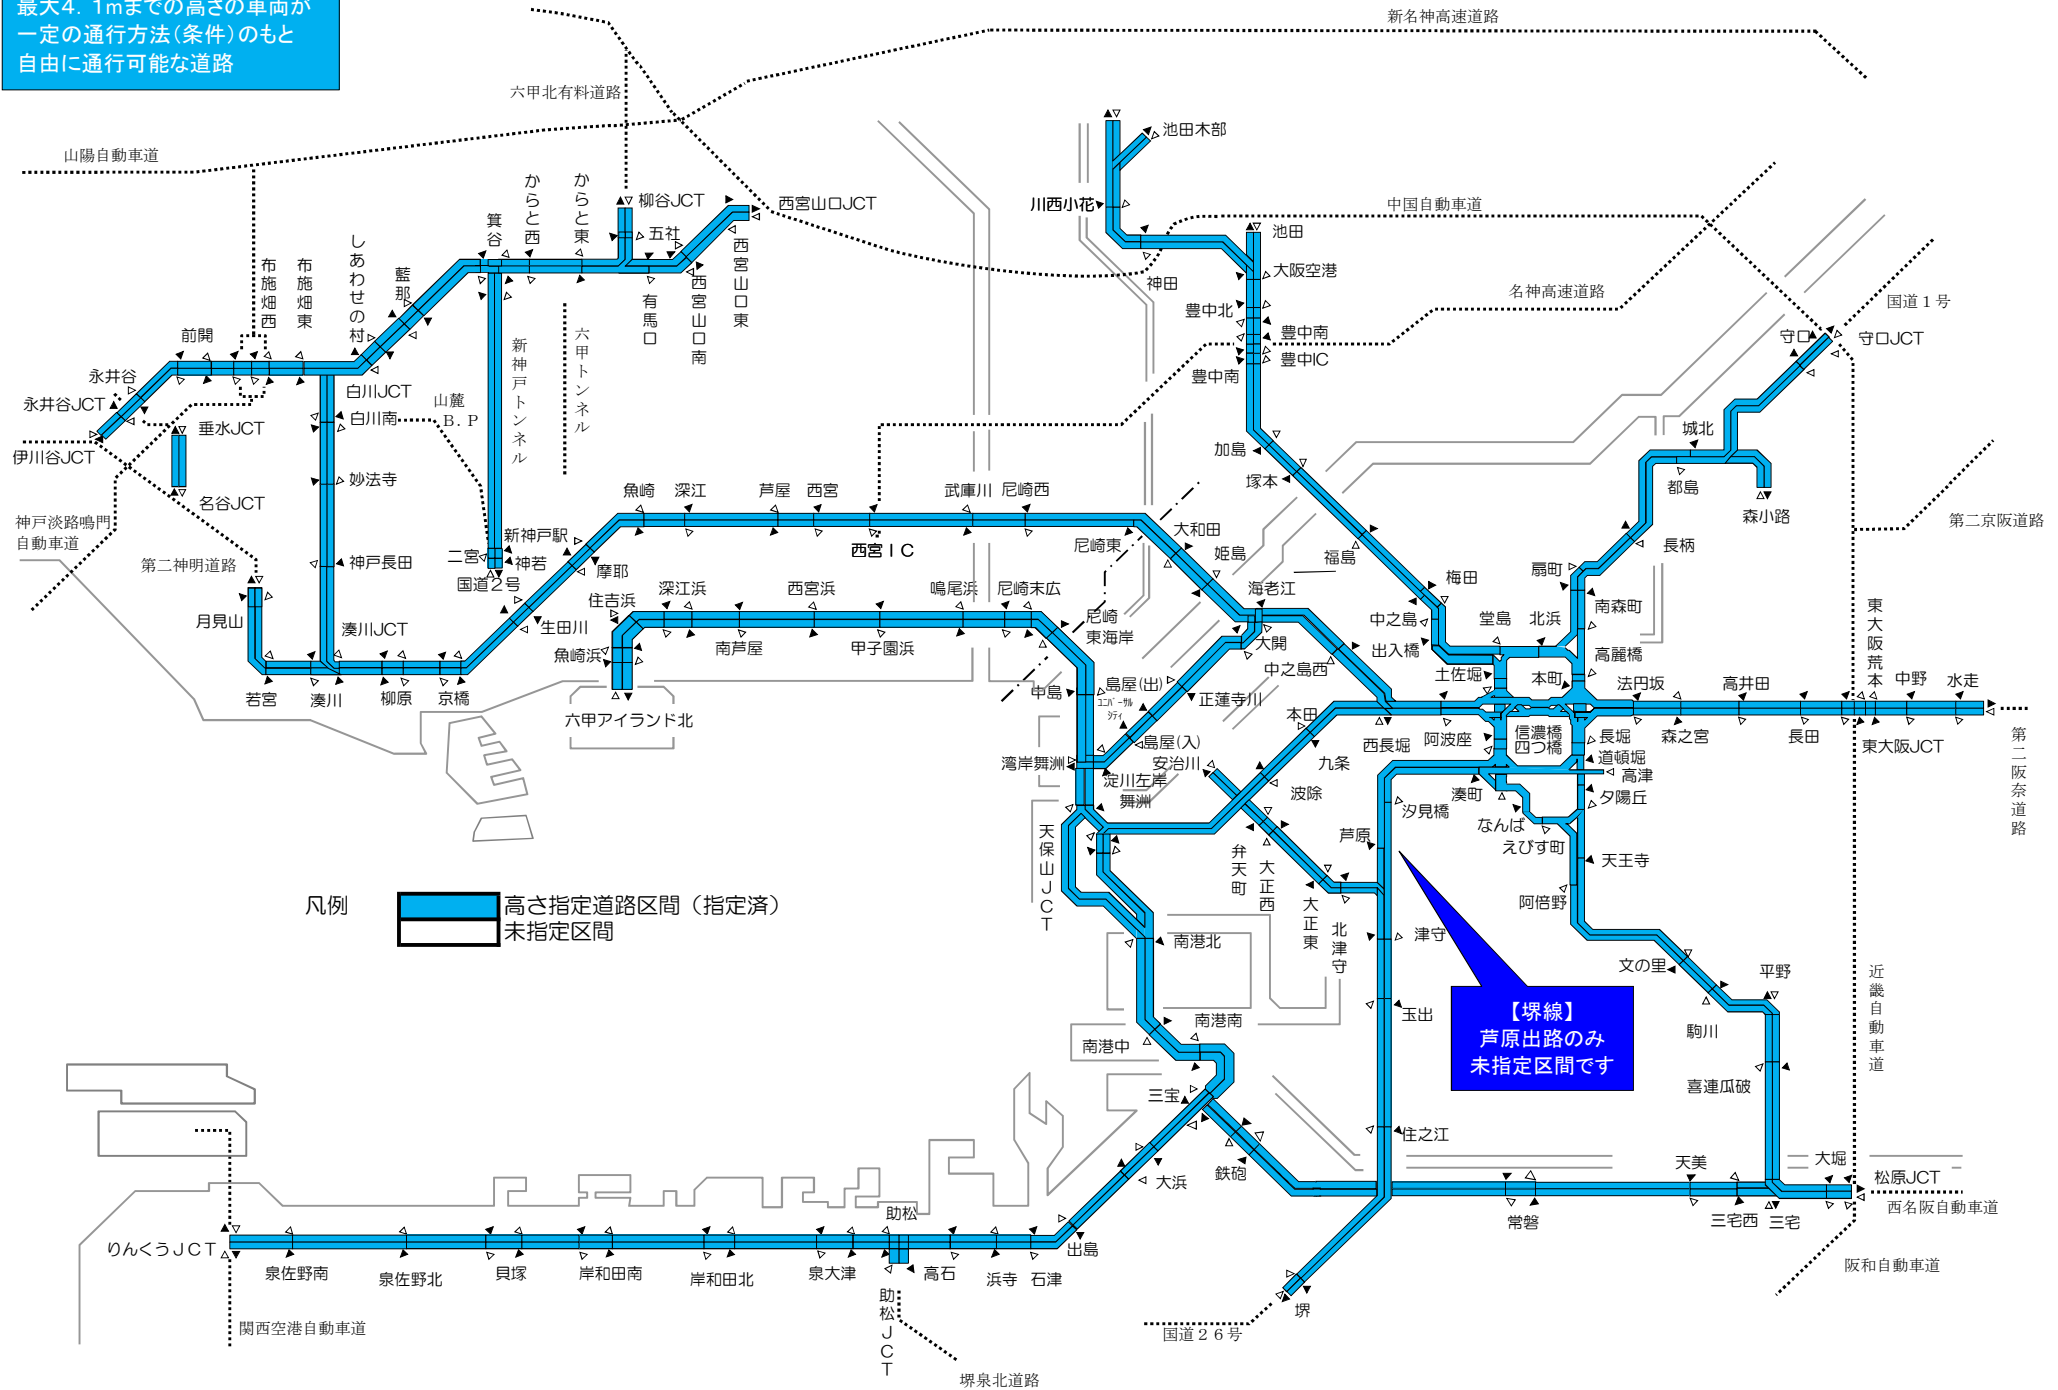 最大4．1mまでの高さの車両が
一定の通行方法（条件）のもと
自由に通行可能な道路
新名神高速道路
六甲北有料道路
山陽自動車道
池田木部
川西小花
中国自動車道
池田
大阪空港
神田
豊中北
豊中南
豊中IC
豊中南
名神高速道路
国道１号
守口
守口JCT
柳谷JCT
西宮山口JCT
五社
からと西
からと東
箕谷
西宮山口東
西宮山口南
有馬口
しあわせの村
藍那
布施畑西
布施畑東
前開
永井谷
永井谷JCT
伊川谷JCT
垂水JCT
名谷JCT
白川JCT
白川南
山麓
B．P
新神戸トンネル
六甲トンネル
妙法寺
神戸長田
神戸淡路鳴門
自動車道
第二神明道路
月見山
湊川JCT
若宮
湊川
柳原
京橋
二宮
新神戸駅
神若
国道２号
摩耶
生田川
魚崎
深江
芦屋
西宮
西宮ＩＣ
武庫川
尼崎西
尼崎東
大和田
姫島
海老江
住吉浜
深江浜
西宮浜
鳴尾浜
尼崎末広
尼崎
東海岸
魚崎浜
南芦屋
甲子園浜
六甲アイランド北
中島
島屋(出)
ﾕﾆﾊﾞｰｻﾙ
ｼﾃｨ
正蓮寺川
大開
中之島西
島屋(入)
湾岸舞洲
淀川左岸
舞洲
安治川
本田
九条
波除
西長堀
阿波座
加島
塚本
福島
梅田
中之島
出入橋
堂島
北浜
土佐堀
本町
高麗橋
南森町
扇町
長柄
城北
都島
森小路
第二京阪道路
東大阪荒本
法円坂
高井田
中野
水走
森之宮
長田
東大阪JCT
第二阪奈道路
信濃橋
四つ橋
長堀
道頓堀
高津
夕陽丘
湊町
なんば
えびす町
汐見橋
芦原
天王寺
阿倍野
天保山ＪＣＴ
弁天町
大正西
大正東
北津守
津守
玉出
住之江
文の里
平野
駒川
喜連瓜破
近畿自動車道
【堺線】
芦原出路のみ
未指定区間です
凡例
高さ指定道路区間（指定済）
未指定区間
南港北
南港南
南港中
三宝
鉄砲
大浜
出島
常磐
天美
三宅西
三宅
大堀
松原JCT
西名阪自動車道
阪和自動車道
堺
国道２６号
りんくうＪＣＴ
泉佐野南
泉佐野北
貝塚
岸和田南
岸和田北
泉大津
助松
高石
浜寺
石津
助松ＪＣＴ
関西空港自動車道
堺泉北道路